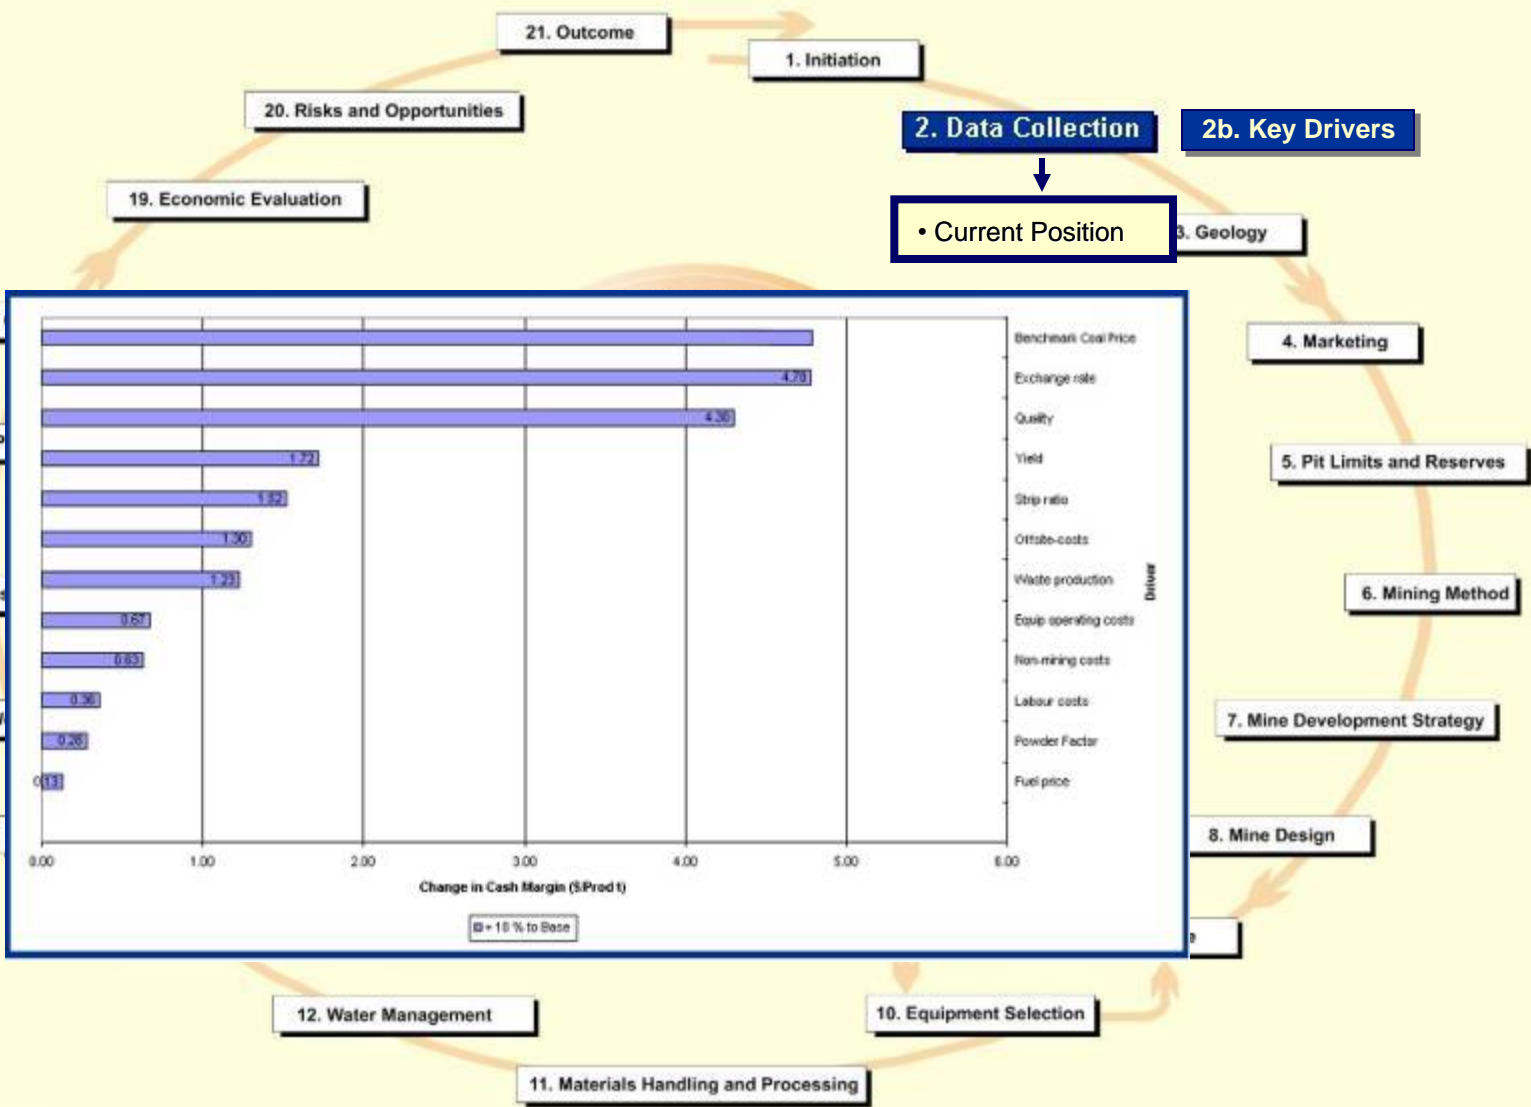 21. Outcome
1. Initiation
20. Risks and Opportunities
2. Data Collection
2b. Key Drivers
19. Economic Evaluation
• Current Position
3. Geology
4. Marketing
5. Pit Limits and Reserves
6. Mining Method
7. Mine Development Strategy
8. Mine Design
Benchmark Coal Price
4.78 Exchange rate
4.30 Quality
1.72 Yield
1.52 Strip ratio
1.30 Offsite-costs
1.23 Waste production
0.67 Equip operating costs
0.63 Non-mining costs
0.36 Labour costs
0.28 Powder Factor
0.13 Fuel price
Driver
0.00 1.00 2.00 3.00 4.00 5.00 6.00
Change in Cash Margin ($/Prod t)
+ 10 % to Base
12. Water Management
10. Equipment Selection
11. Materials Handling and Processing